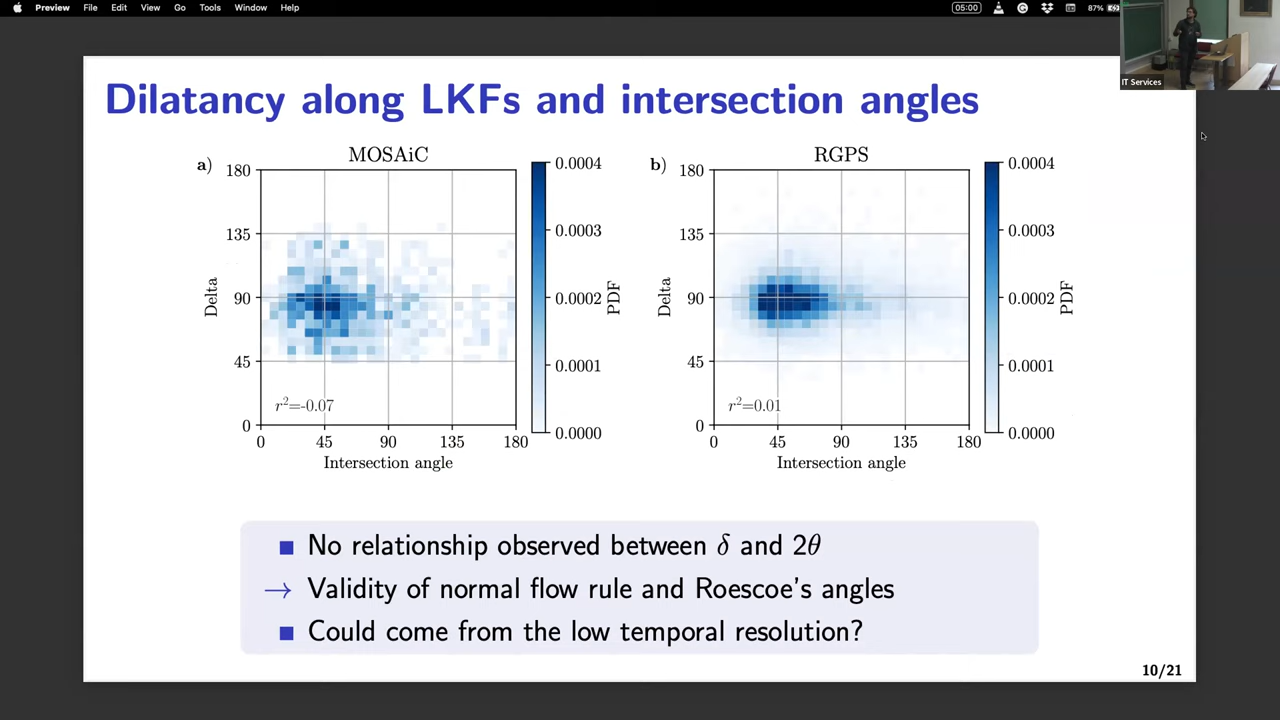 Preview File Edit View Go Tools Window Help 05:00 87%
IT Services
Dilatancy along LKFs and intersection angles
a) MOSAiC
180
135
90
45
0
Delta
0 45 90 135 180
Intersection angle
r²=-0.07
0.0004
0.0003
0.0002
0.0001
0.0000
PDF
b) RGPS
180
135
90
45
0
Delta
0 45 90 135 180
Intersection angle
r²=0.01
0.0004
0.0003
0.0002
0.0001
0.0000
PDF
■ No relationship observed between δ and 2θ
→ Validity of normal flow rule and Roescoe's angles
■ Could come from the low temporal resolution?
10/21